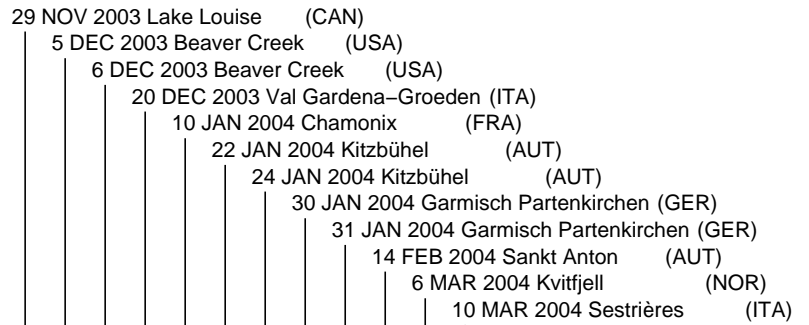 29 NOV 2003 Lake Louise (CAN)
5 DEC 2003 Beaver Creek (USA)
6 DEC 2003 Beaver Creek (USA)
20 DEC 2003 Val Gardena−Groeden (ITA)
10 JAN 2004 Chamonix (FRA)
22 JAN 2004 Kitzbühel (AUT)
24 JAN 2004 Kitzbühel (AUT)
30 JAN 2004 Garmisch Partenkirchen (GER)
31 JAN 2004 Garmisch Partenkirchen (GER)
14 FEB 2004 Sankt Anton (AUT)
6 MAR 2004 Kvitfjell (NOR)
10 MAR 2004 Sestrières (ITA)